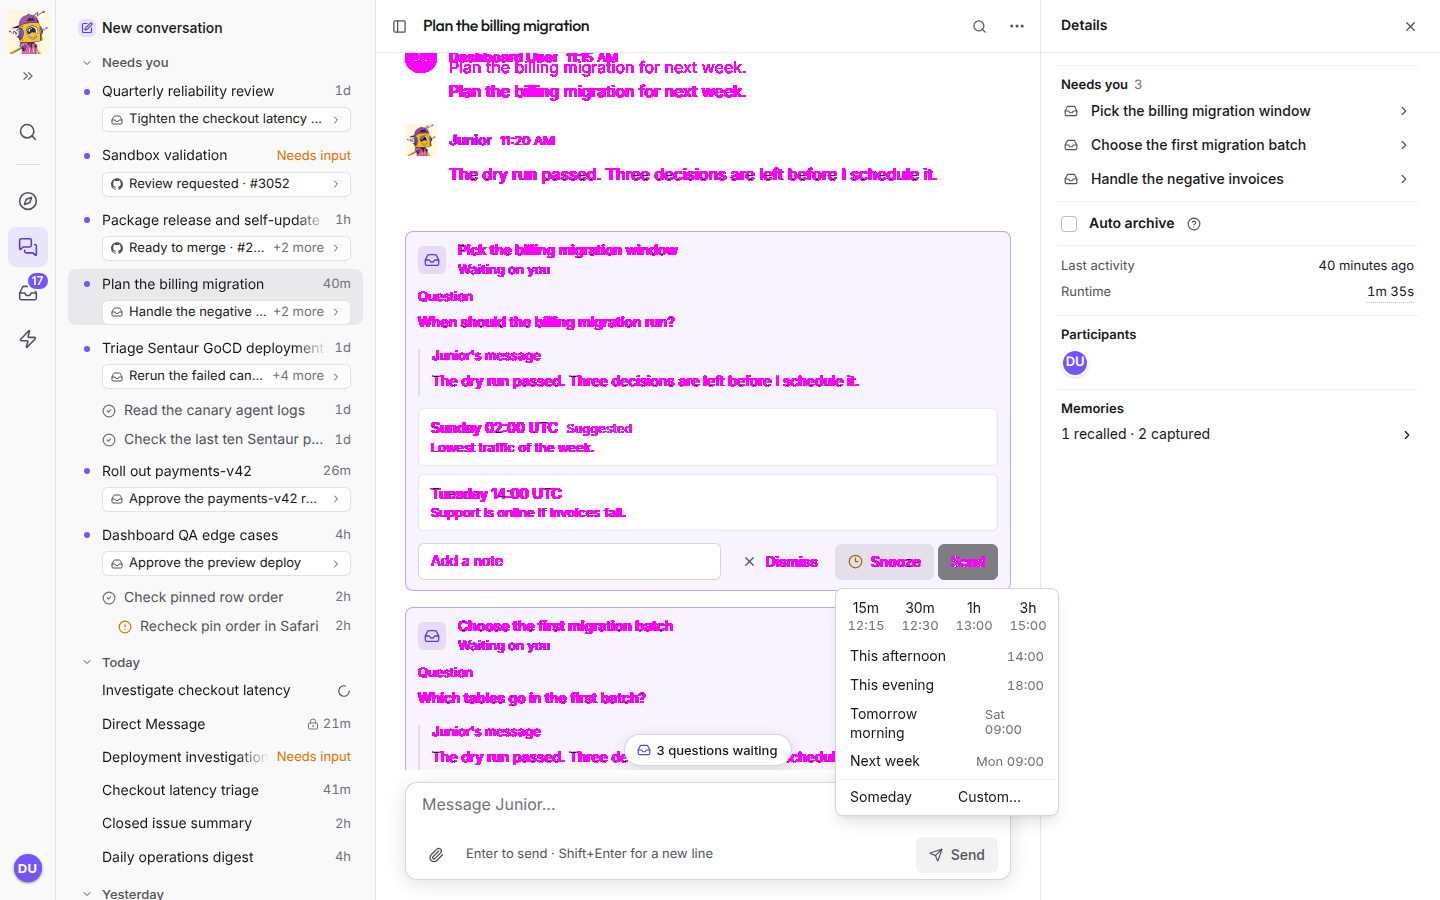 New conversation
Needs you
Quarterly reliability review 1d
Tighten the checkout latency ...
Sandbox validation Needs input
Review requested · #3052
Package release and self-update 1h
Ready to merge · #2... +2 more
17
Plan the billing migration 40m
Handle the negative ... +2 more
Triage Sentaur GoCD deployment 1d
Rerun the failed can... +4 more
Read the canary agent logs 1d
Check the last ten Sentaur p... 1d
Roll out payments-v42 26m
Approve the payments-v42 r...
Dashboard QA edge cases 4h
Approve the preview deploy
Check pinned row order 2h
Recheck pin order in Safari 2h
Today
Investigate checkout latency
Direct Message 21m
Deployment investigation Needs input
Checkout latency triage 41m
Closed issue summary 2h
Daily operations digest 4h
Yesterday
DU
Plan the billing migration
Dashboard User 11:15 AM
Plan the billing migration for next week.
Plan the billing migration for next week.
Junior 11:20 AM
The dry run passed. Three decisions are left before I schedule it.
Pick the billing migration window
Waiting on you
Question
When should the billing migration run?
Junior's message
The dry run passed. Three decisions are left before I schedule it.
Sunday 02:00 UTC Suggested
Lowest traffic of the week.
Tuesday 14:00 UTC
Support is online if invoices fail.
Add a note
Dismiss
Snooze
Send
15m 30m 1h 3h
12:15 12:30 13:00 15:00
This afternoon 14:00
This evening 18:00
Tomorrow morning Sat 09:00
Next week Mon 09:00
Someday Custom...
Choose the first migration batch
Waiting on you
Question
Which tables go in the first batch?
Junior's message
The dry run passed. Three de
schedul
3 questions waiting
Message Junior...
Enter to send · Shift+Enter for a new line
Send
Details
Needs you 3
Pick the billing migration window
Choose the first migration batch
Handle the negative invoices
Auto archive
Last activity 40 minutes ago
Runtime 1m 35s
Participants
DU
Memories
1 recalled · 2 captured